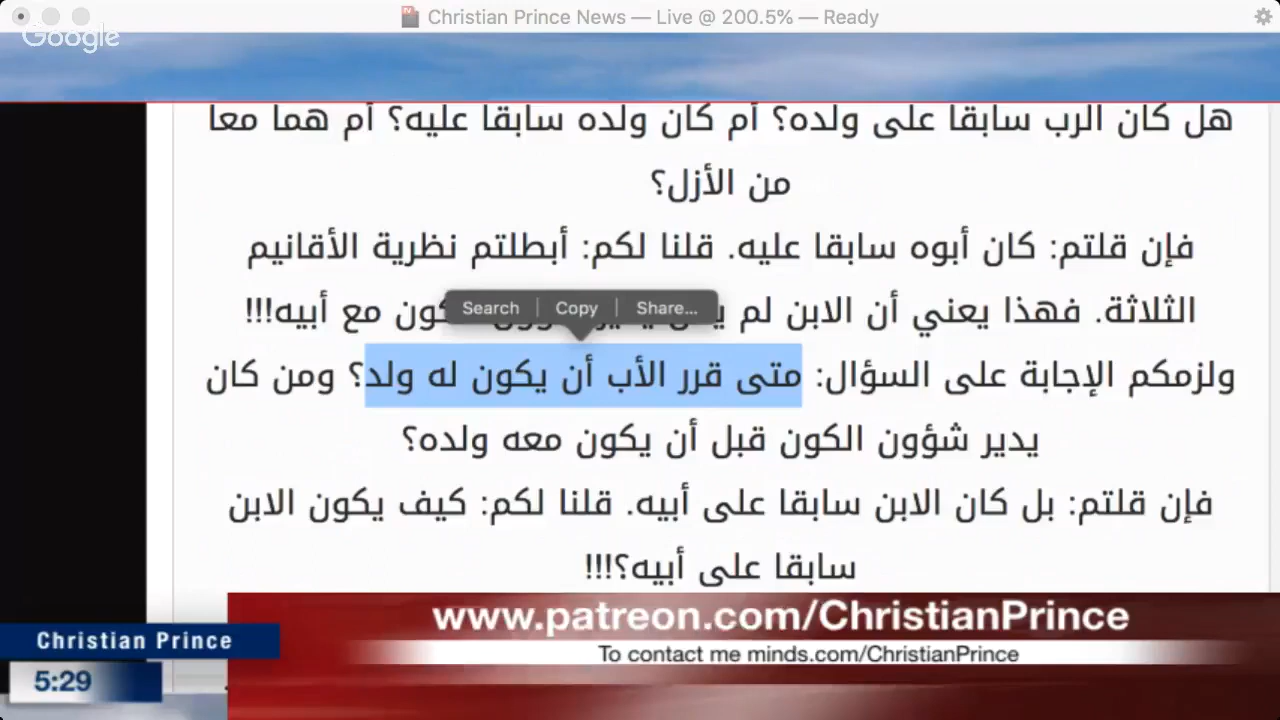 Christian Prince News — Live @ 200.5% — Ready
Google
هل كان الرب سابقا على ولده؟ أم كان ولده سابقا عليه؟ أم هما معا
من الأزل؟
فإن قلتم: كان أبوه سابقا عليه. قلنا لكم: أبطلتم نظرية الأقانيم
الثلاثة. فهذا يعني أن الابن لم كون مع أبيه!!!
Search | Copy | Share...
ولزمكم الإجابة على السؤال: متى قرر الأب أن يكون له ولد؟ ومن كان
يدير شؤون الكون قبل أن يكون معه ولده؟
فإن قلتم: بل كان الابن سابقا على أبيه. قلنا لكم: كيف يكون الابن
سابقا على أبيه؟!!!
www.patreon.com/ChristianPrince
Christian Prince
To contact me minds.com/ChristianPrince
5:29